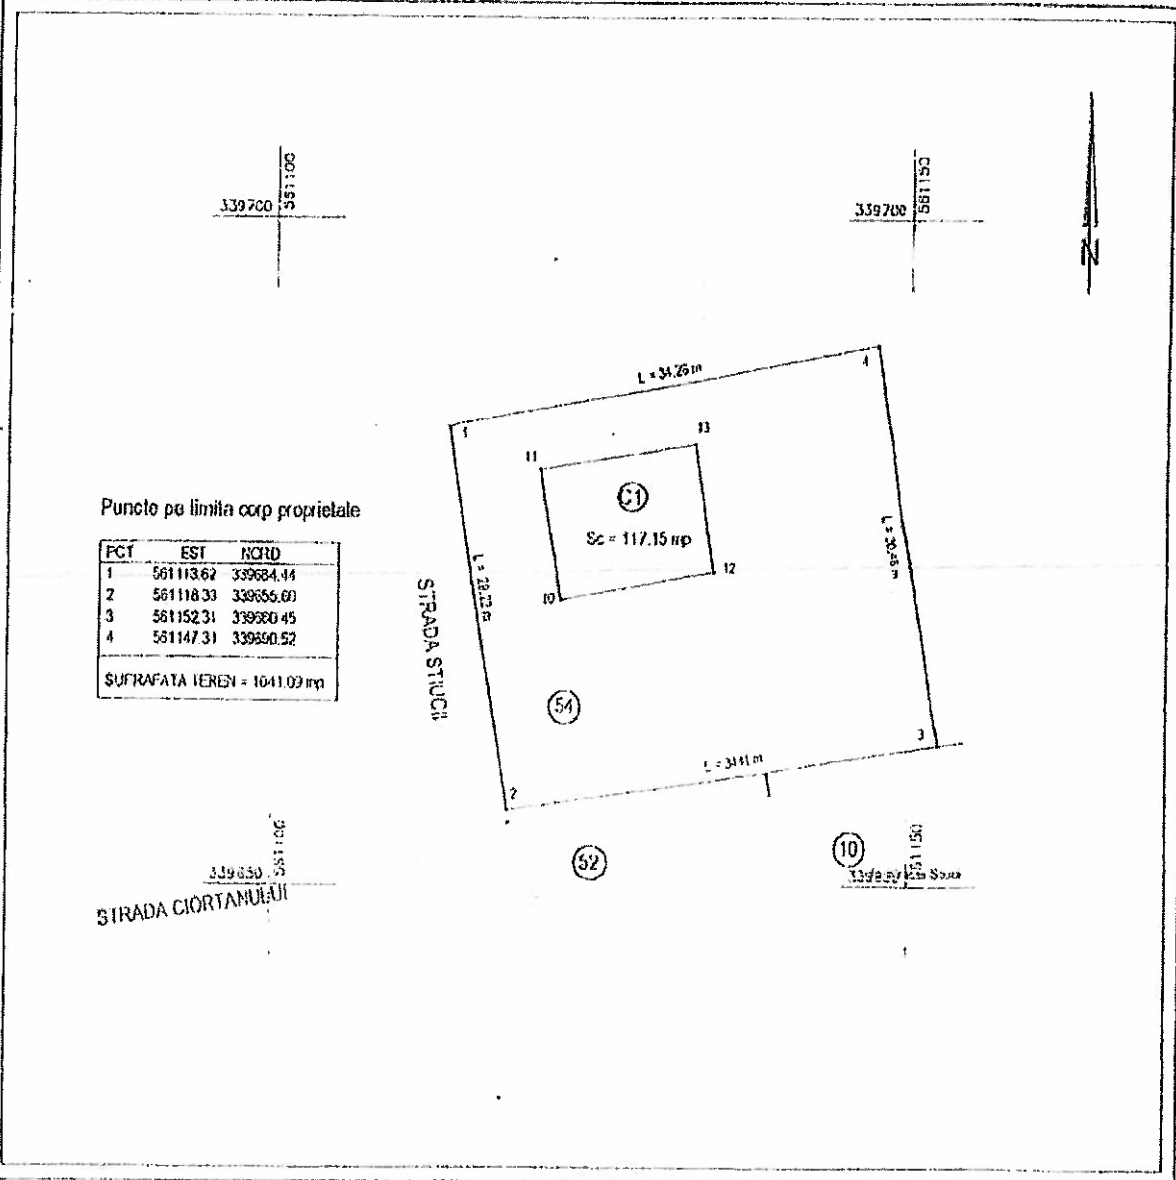 339700
561100
339700
561150
N
L = 34.26 m
4
1
13
11
C1
Sc = 117.15 mp
12
10
Puncte pe limita corp proprietate
PCT EST NORD
1 561113.62 339684.44
2 561118.33 339655.60
3 561152.31 339660.45
4 561147.31 339690.52
SUPRAFATA TEREN = 1041.09 mp
STRADA STIUCII
54
3
2
52
10
561100
561150
STRADA CIORTANULUI